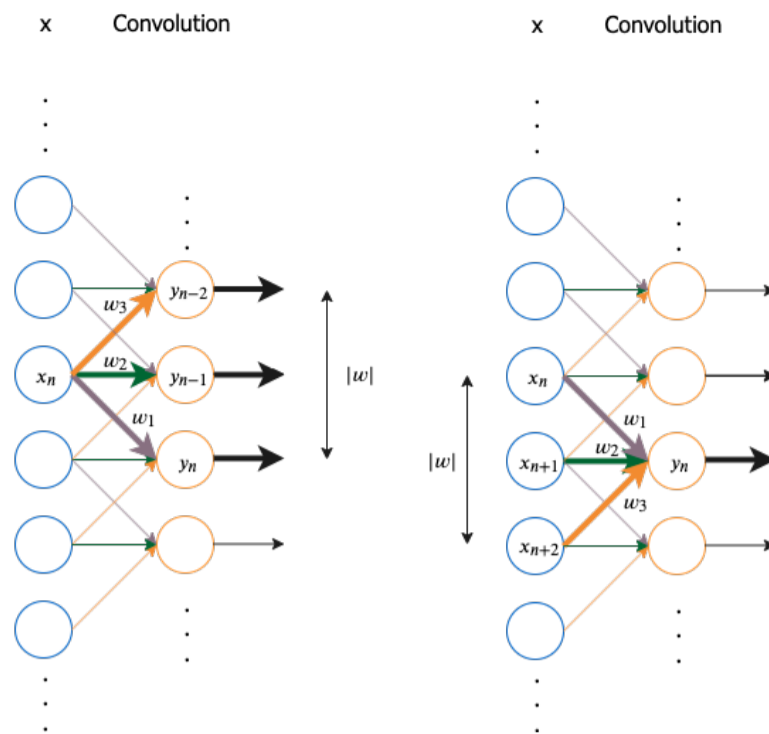 x Convolution
y_{n-2}
w_3
x_n
w_2
y_{n-1}
|w|
w_1
y_n
x Convolution
x_n
w_1
|w|
x_{n+1}
w_2
y_n
w_3
x_{n+2}